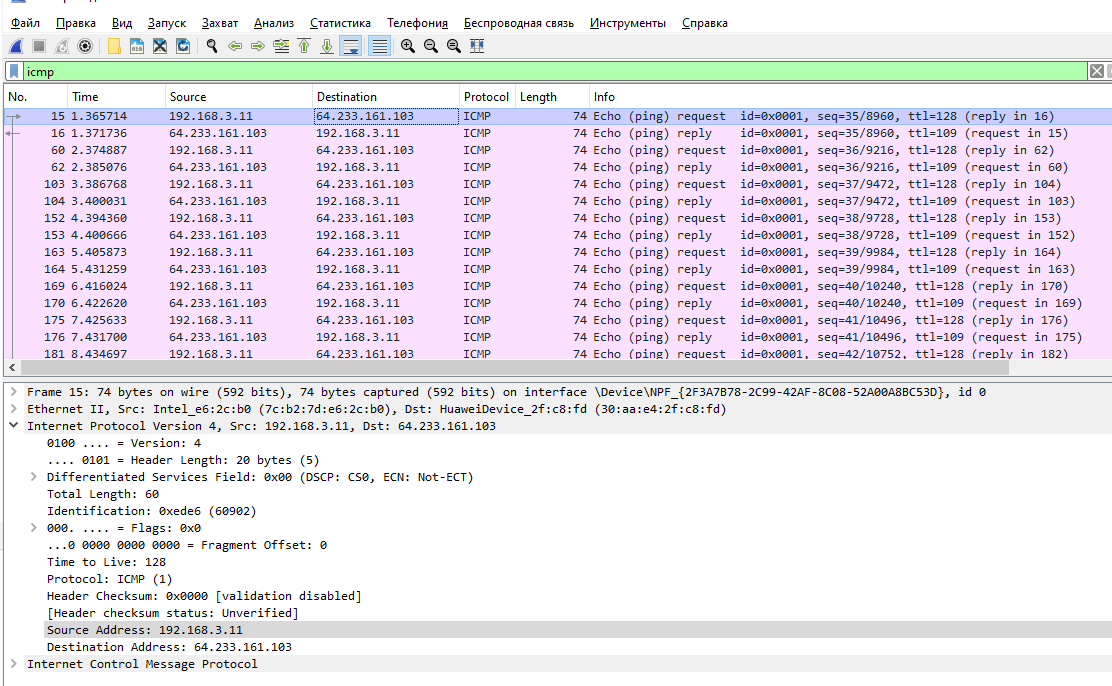 Файл Правка Вид Запуск Захват Анализ Статистика Телефония Беспроводная связь Инструменты Справка
icmp
No. Time Source Destination Protocol Length Info
15 1.365714 192.168.3.11 64.233.161.103 ICMP 74 Echo (ping) request id=0x0001, seq=35/8960, ttl=128 (reply in 16)
16 1.371736 64.233.161.103 192.168.3.11 ICMP 74 Echo (ping) reply id=0x0001, seq=35/8960, ttl=109 (request in 15)
60 2.374887 192.168.3.11 64.233.161.103 ICMP 74 Echo (ping) request id=0x0001, seq=36/9216, ttl=128 (reply in 62)
62 2.385076 64.233.161.103 192.168.3.11 ICMP 74 Echo (ping) reply id=0x0001, seq=36/9216, ttl=109 (request in 60)
103 3.386768 192.168.3.11 64.233.161.103 ICMP 74 Echo (ping) request id=0x0001, seq=37/9472, ttl=128 (reply in 104)
104 3.400031 64.233.161.103 192.168.3.11 ICMP 74 Echo (ping) reply id=0x0001, seq=37/9472, ttl=109 (request in 103)
152 4.394360 192.168.3.11 64.233.161.103 ICMP 74 Echo (ping) request id=0x0001, seq=38/9728, ttl=128 (reply in 153)
153 4.400666 64.233.161.103 192.168.3.11 ICMP 74 Echo (ping) reply id=0x0001, seq=38/9728, ttl=109 (request in 152)
163 5.405873 192.168.3.11 64.233.161.103 ICMP 74 Echo (ping) request id=0x0001, seq=39/9984, ttl=128 (reply in 164)
164 5.431259 64.233.161.103 192.168.3.11 ICMP 74 Echo (ping) reply id=0x0001, seq=39/9984, ttl=109 (request in 163)
169 6.416024 192.168.3.11 64.233.161.103 ICMP 74 Echo (ping) request id=0x0001, seq=40/10240, ttl=128 (reply in 170)
170 6.422620 64.233.161.103 192.168.3.11 ICMP 74 Echo (ping) reply id=0x0001, seq=40/10240, ttl=109 (request in 169)
175 7.425633 192.168.3.11 64.233.161.103 ICMP 74 Echo (ping) request id=0x0001, seq=41/10496, ttl=128 (reply in 176)
176 7.431700 64.233.161.103 192.168.3.11 ICMP 74 Echo (ping) reply id=0x0001, seq=41/10496, ttl=109 (request in 175)
181 8.434697 192.168.3.11 64.233.161.103 ICMP 74 Echo (ping) request id=0x0001, seq=42/10752, ttl=128 (reply in 182)
Frame 15: 74 bytes on wire (592 bits), 74 bytes captured (592 bits) on interface \Device\NPF_{2F3A7B78-2C99-42AF-8C08-52A00A8BC53D}, id 0
Ethernet II, Src: Intel_e6:2c:b0 (7c:b2:7d:e6:2c:b0), Dst: HuaweiDevice_2f:c8:fd (30:aa:e4:2f:c8:fd)
Internet Protocol Version 4, Src: 192.168.3.11, Dst: 64.233.161.103
0100 .... = Version: 4
.... 0101 = Header Length: 20 bytes (5)
Differentiated Services Field: 0x00 (DSCP: CS0, ECN: Not-ECT)
Total Length: 60
Identification: 0xede6 (60902)
000. .... = Flags: 0x0
...0 0000 0000 0000 = Fragment Offset: 0
Time to Live: 128
Protocol: ICMP (1)
Header Checksum: 0x0000 [validation disabled]
[Header checksum status: Unverified]
Source Address: 192.168.3.11
Destination Address: 64.233.161.103
Internet Control Message Protocol